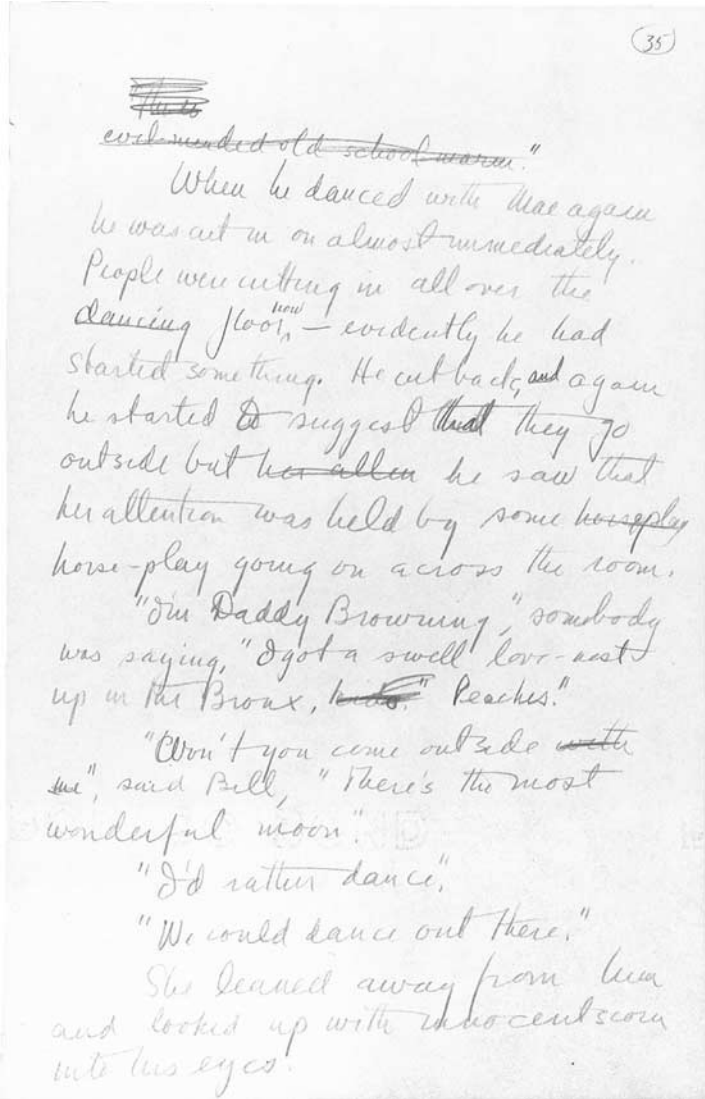 35
evil-minded old school marm."
When he danced with Mae again
he was cut in on almost immediately.
People were cutting in all over the
dancing floor, now — evidently he had
started something. He cut back, and again
he started to suggest that they go
outside but her atten he saw that
her attention was held by some horseplay
horse-play going on across the room.
"I'm Daddy Browning," somebody
was saying, "I got a swell love-nest
up in the Bronx, Peaches."
"Won't you come outside with
me", said Bill, "There's the most
wonderful moon".
"I'd rather dance".
"We could dance out there."
She leaned away from him
and looked up with innocent scorn
into his eyes.